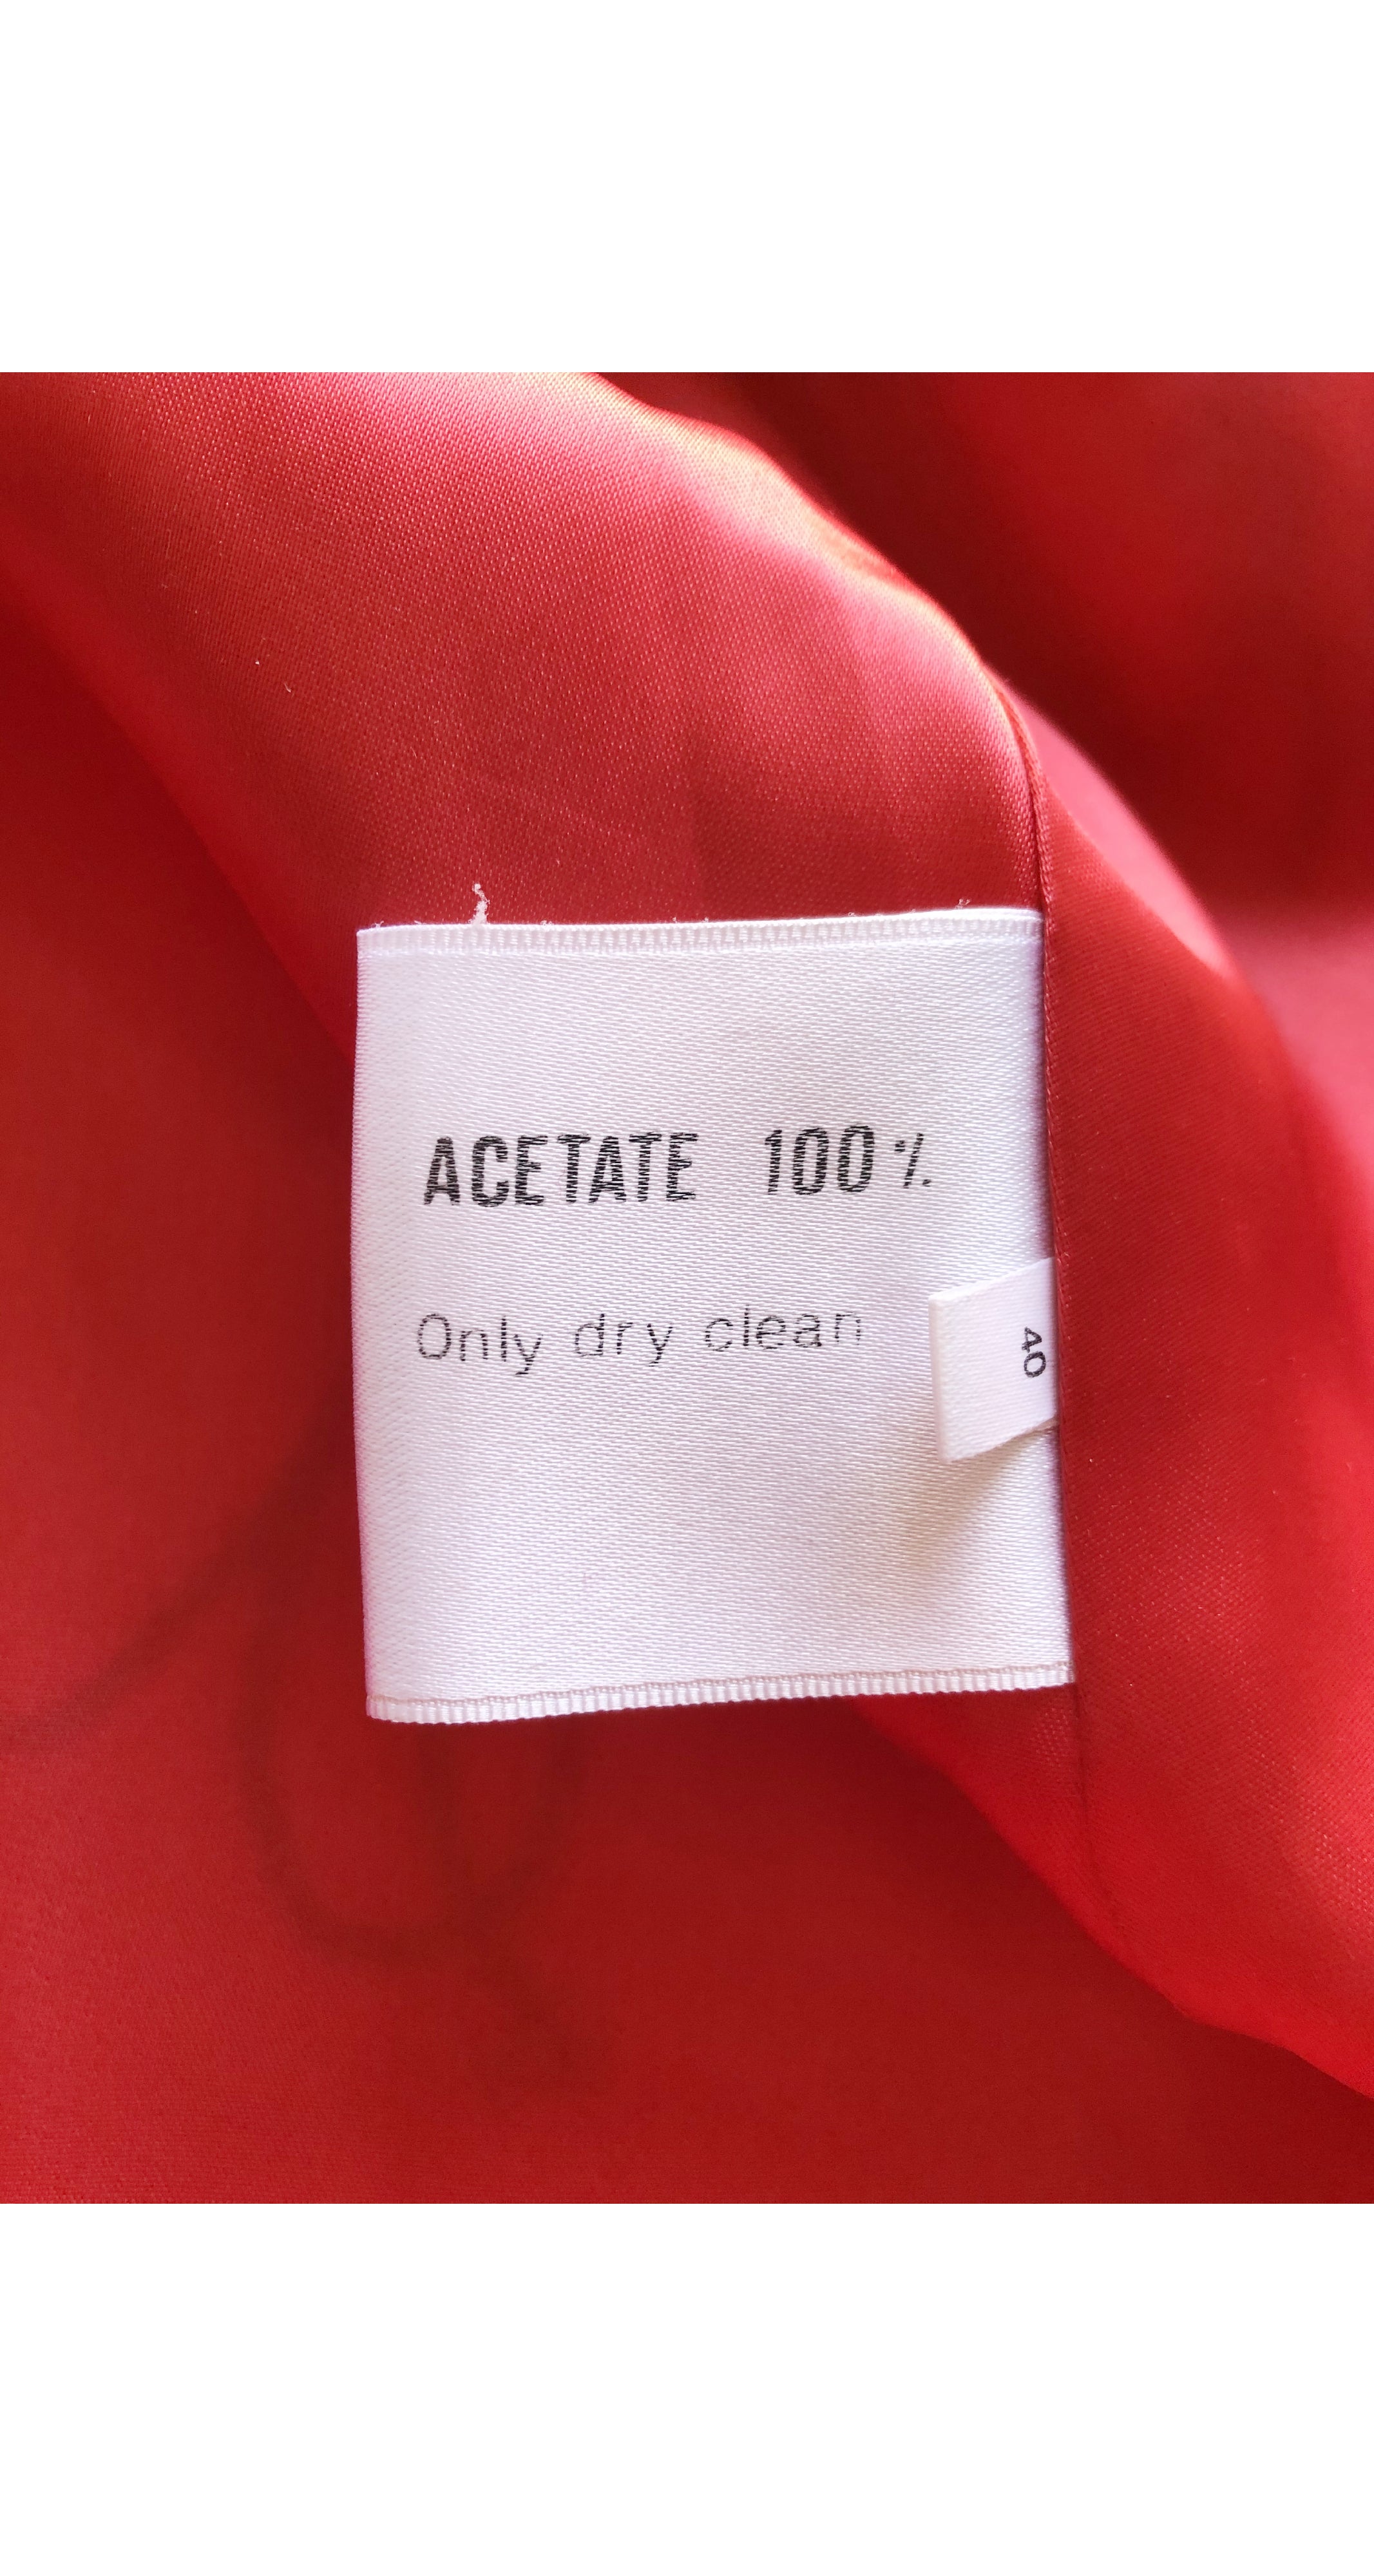 ACETATE 100%
Only dry clean
40